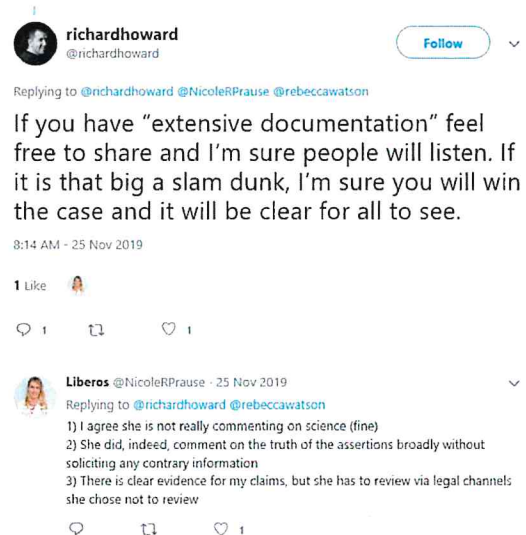 richardhoward
@richardhoward
Follow
Replying to @richardhoward @NicoleRPrause @rebeccawatson
If you have “extensive documentation” feel
free to share and I’m sure people will listen. If
it is that big a slam dunk, I’m sure you will win
the case and it will be clear for all to see.
8:14 AM - 25 Nov 2019
1 Like
1 1
Liberos @NicoleRPrause · 25 Nov 2019
Replying to @richardhoward @rebeccawatson
1) I agree she is not really commenting on science (fine)
2) She did, indeed, comment on the truth of the assertions broadly without
soliciting any contrary information
3) There is clear evidence for my claims, but she has to review via legal channels
she chose not to review
1